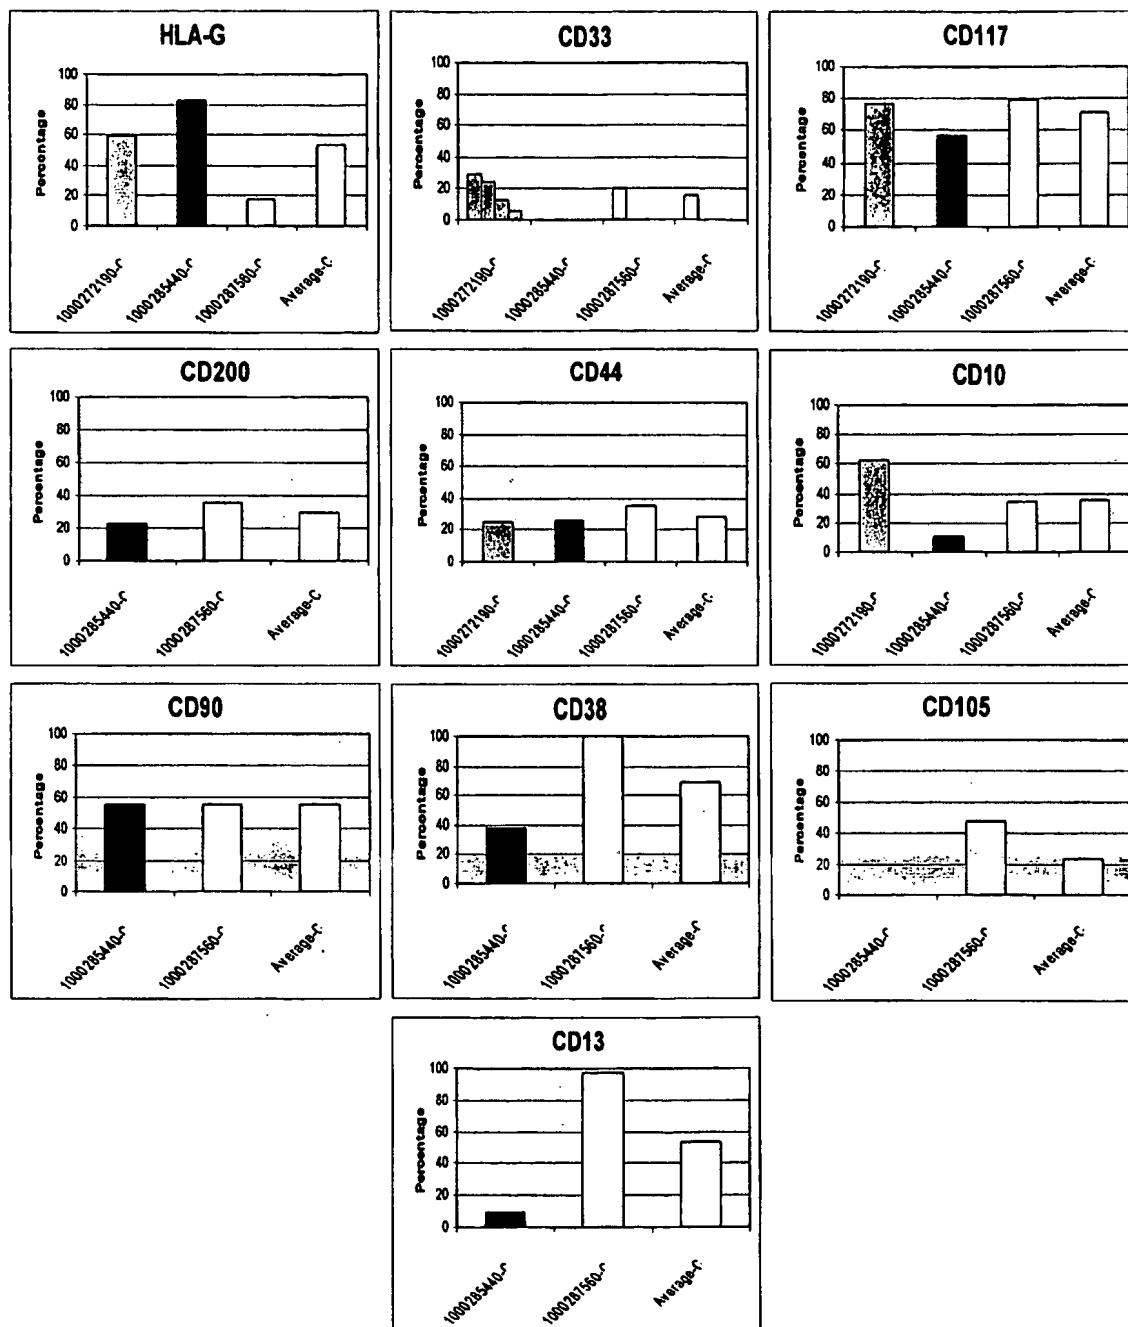 HLA-G
Percentage
100
80
60
40
20
0
1000272190-C
1000285440-C
1000287560-C
Average-C
CD33
Percentage
100
80
60
40
20
0
1000272190-C
1000285440-C
1000287560-C
Average-C
CD117
Percentage
100
80
60
40
20
0
1000272190-C
1000285440-C
1000287560-C
Average-C
CD200
Percentage
100
80
60
40
20
0
1000285440-C
1000287560-C
Average-C
CD44
Percentage
100
80
60
40
20
0
1000272190-C
1000285440-C
1000287560-C
Average-C
CD10
Percentage
100
80
60
40
20
0
1000272190-C
1000285440-C
1000287560-C
Average-C
CD90
Percentage
100
80
60
40
20
0
1000285440-C
1000287560-C
Average-C
CD38
Percentage
100
80
60
40
20
0
1000285440-C
1000287560-C
Average-C
CD105
Percentage
100
80
60
40
20
0
1000285440-C
1000287560-C
Average-C
CD13
Percentage
100
80
60
40
20
0
1000285440-C
1000287560-C
Average-C